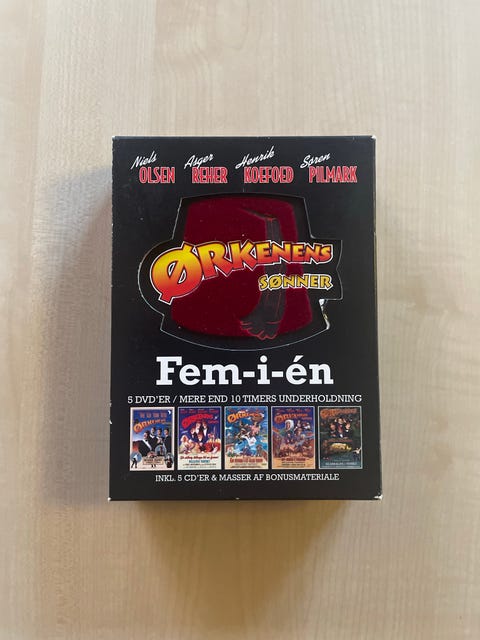 Niels Asger Henrik Søren
OLSEN REHER KOEFOED PILMARK
ØRKENENS
SØNNER
Fem-i-én
5 DVD'ER / MERE END 10 TIMERS UNDERHOLDNING
INKL. 5 CD'ER & MASSER AF BONUSMATERIALE